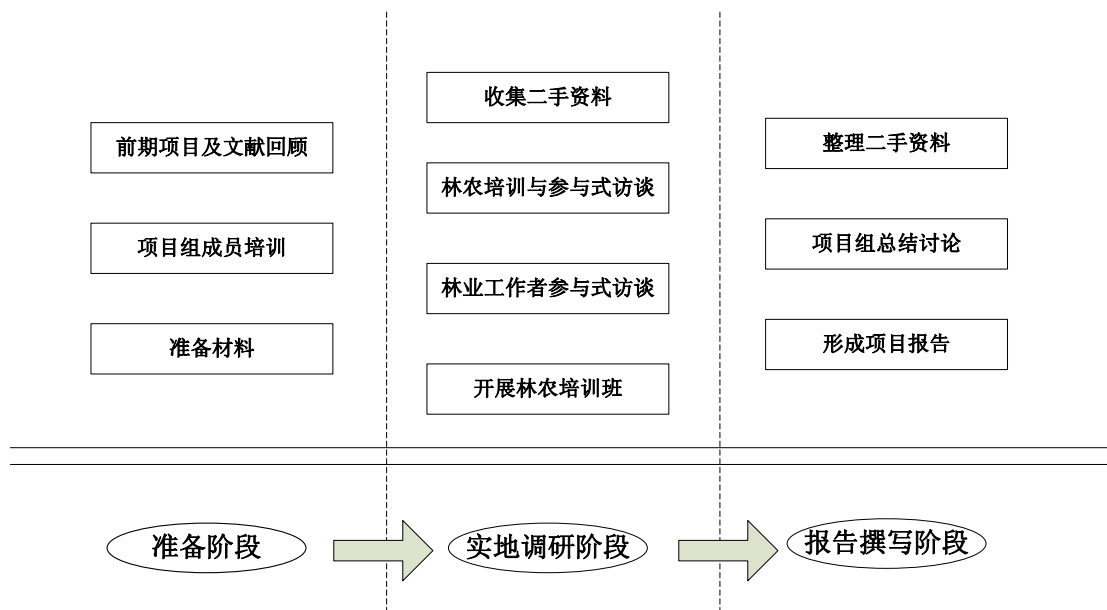 前期项目及文献回顾
项目组成员培训
准备材料
收集二手资料
林农培训与参与式访谈
林业工作者参与式访谈
开展林农培训班
整理二手资料
项目组总结讨论
形成项目报告
准备阶段
实地调研阶段
报告撰写阶段